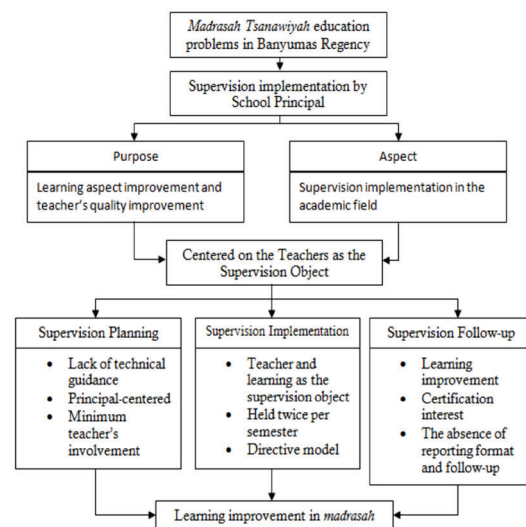 Madrasah Tsanawiyah education
problems in Banyumas Regency
Supervision implementation by
School Principal
Purpose
Learning aspect improvement and
teacher's quality improvement
Aspect
Supervision implementation in the
academic field
Centered on the Teachers as the
Supervision Object
Supervision Planning
• Lack of technical
guidance
• Principal-centered
• Minimum
teacher's
involvement
Supervision Implementation
• Teacher and
learning as the
supervision object
• Held twice per
semester
• Directive model
Supervision Follow-up
• Learning
improvement
• Certification
interest
• The absence of
reporting format
and follow-up
Learning improvement in madrasah